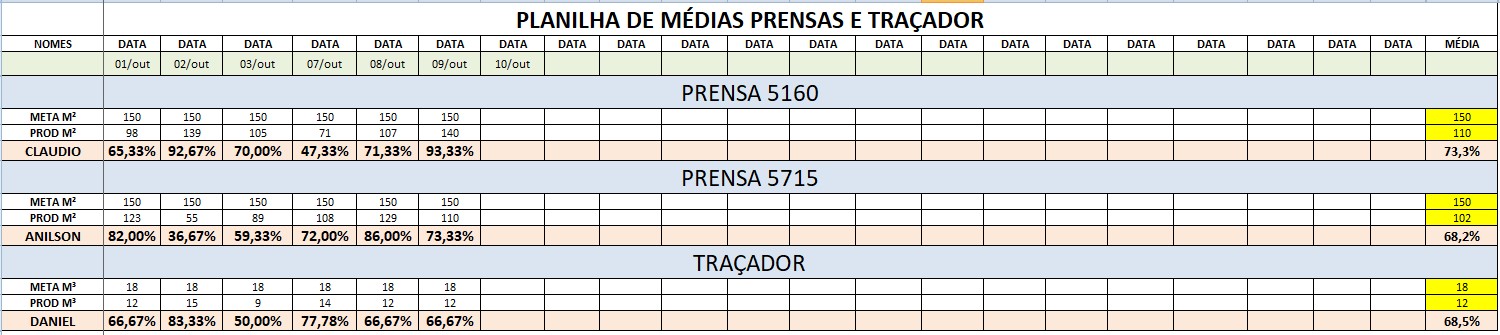 PLANILHA DE MÉDIAS PRENSAS E TRAÇADOR
NOMES DATA DATA DATA DATA DATA DATA DATA DATA DATA DATA DATA DATA DATA DATA DATA DATA DATA DATA DATA DATA MÉDIA
01/out 02/out 03/out 07/out 08/out 09/out 10/out
PRENSA 5160
META M² 150 150 150 150 150 150 150
PROD M² 98 139 105 71 107 140 110
CLAUDIO 65,33% 92,67% 70,00% 47,33% 71,33% 93,33% 73,3%
PRENSA 5715
META M² 150 150 150 150 150 150 150
PROD M² 123 55 89 108 129 110 102
ANILSON 82,00% 36,67% 59,33% 72,00% 86,00% 73,33% 68,2%
TRAÇADOR
META M³ 18 18 18 18 18 18 18
PROD M³ 12 15 9 14 12 12 12
DANIEL 66,67% 83,33% 50,00% 77,78% 66,67% 66,67% 68,5%